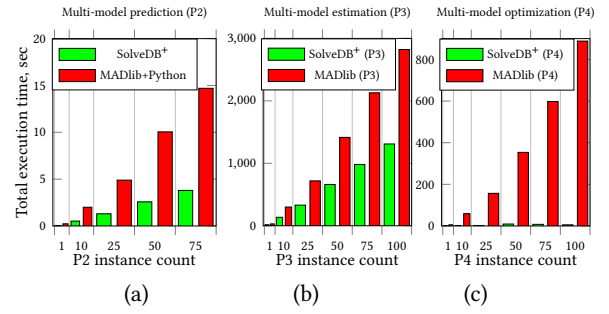 Multi-model prediction (P2)
Total execution time, sec
20
15
10
5
0
SolveDB+
MADlib+Python
1 10 25 50 75
P2 instance count
(a)
Multi-model estimation (P3)
3,000
2,000
1,000
0
SolveDB+ (P3)
MADlib (P3)
1 10 25 50 75 100
P3 instance count
(b)
Multi-model optimization (P4)
800
600
400
200
0
SolveDB+ (P4)
MADlib (P4)
1 10 25 50 75 100
P4 instance count
(c)